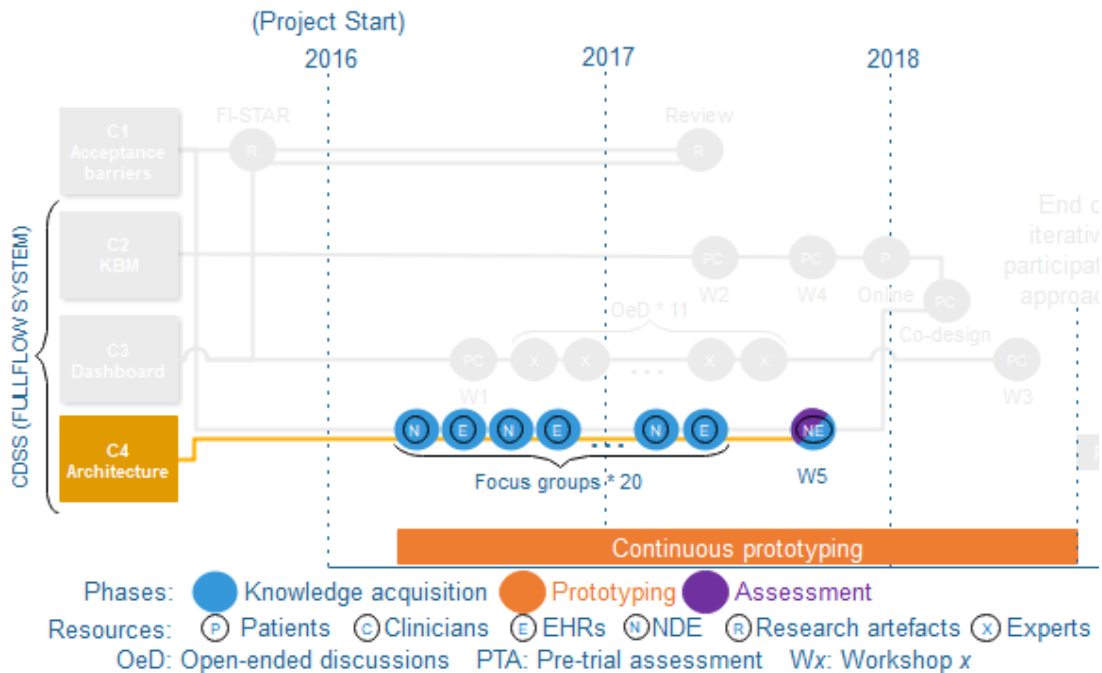 (Project Start)
2016
2017
2018
FI-STAR
Review
C1
Acceptance
barriers
R
R
CDSS (FULLFLOW SYSTEM)
C2
KBM
PC
PC
P
W2
W4
Online
PC
Co-design
End
iterativ
participat
approac
OeD * 11
C3
Dashboard
PC
X
X
...
X
X
PC
W1
W3
C4
Architecture
N
E
N
E
...
N
E
NE
Focus groups * 20
W5
Continuous prototyping
Phases: Knowledge acquisition Prototyping Assessment
Resources: P Patients C Clinicians E EHRs N NDE R Research artefacts X Experts
OeD: Open-ended discussions PTA: Pre-trial assessment Wx: Workshop x